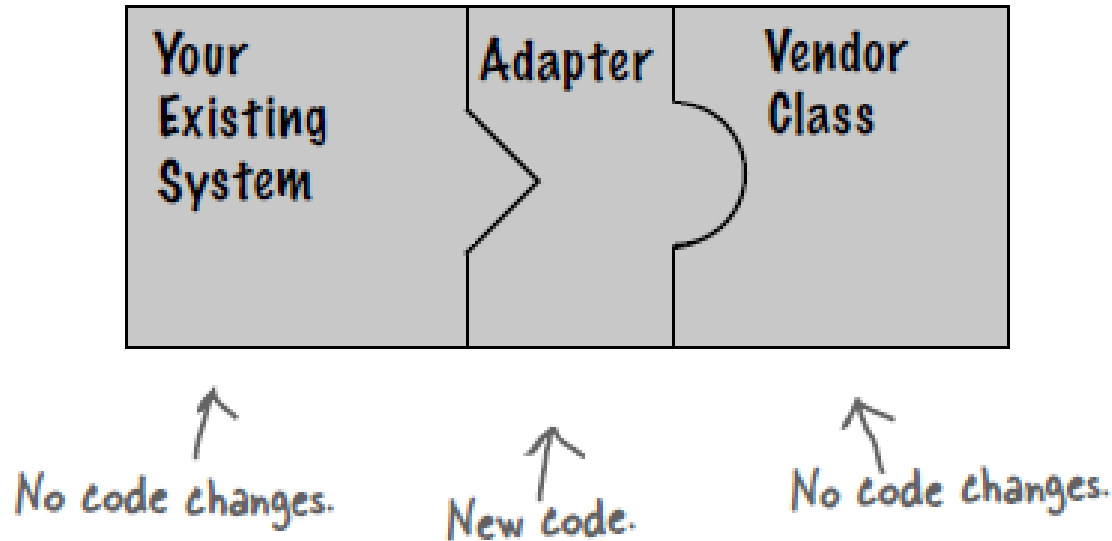 Your
Existing
System
Adapter
Vendor
Class
No code changes.
New code.
No code changes.